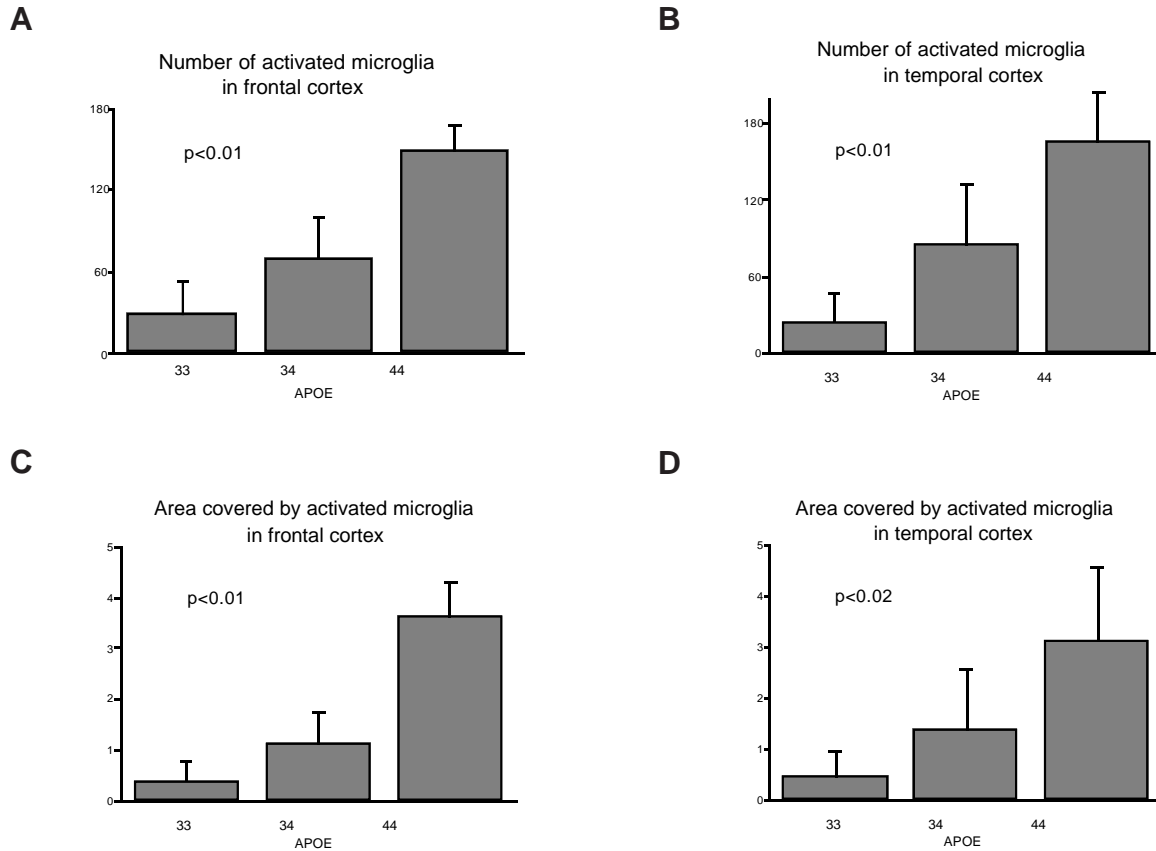 A
Number of activated microglia
in frontal cortex
180
120
60
0
p<0.01
33 34 44
APOE
B
Number of activated microglia
in temporal cortex
180
120
60
0
p<0.01
33 34 44
APOE
C
Area covered by activated microglia
in frontal cortex
5
4
3
2
1
0
p<0.01
33 34 44
APOE
D
Area covered by activated microglia
in temporal cortex
5
4
3
2
1
0
p<0.02
33 34 44
APOE